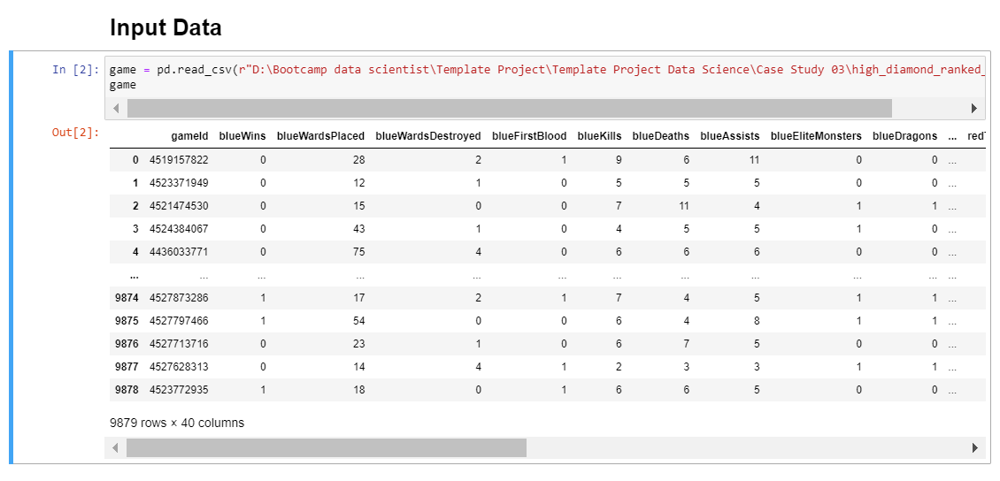 Input Data
In [2]: game = pd.read_csv(r"D:\Bootcamp data scientist\Template Project\Template Project Data Science\Case Study 03\high_diamond_ranked_
game
Out[2]:
gameId blueWins blueWardsPlaced blueWardsDestroyed blueFirstBlood blueKills blueDeaths blueAssists blueEliteMonsters blueDragons ...
0 4519157822 0 28 2 1 9 6 11 0 0 ...
1 4523371949 0 12 1 0 5 5 5 0 0 ...
2 4521474530 0 15 0 0 7 11 4 1 1 ...
3 4524384067 0 43 1 0 4 5 5 1 0 ...
4 4436033771 0 75 4 0 6 6 6 0 0 ...
... ... ... ... ... ... ... ... ... ... ... ...
9874 4527873286 1 17 2 1 7 4 5 1 1 ...
9875 4527797466 1 54 0 0 6 4 8 1 1 ...
9876 4527713716 0 23 1 0 6 7 5 0 0 ...
9877 4527628313 0 14 4 1 2 3 3 1 1 ...
9878 4523772935 1 18 0 1 6 6 5 0 0 ...
9879 rows × 40 columns